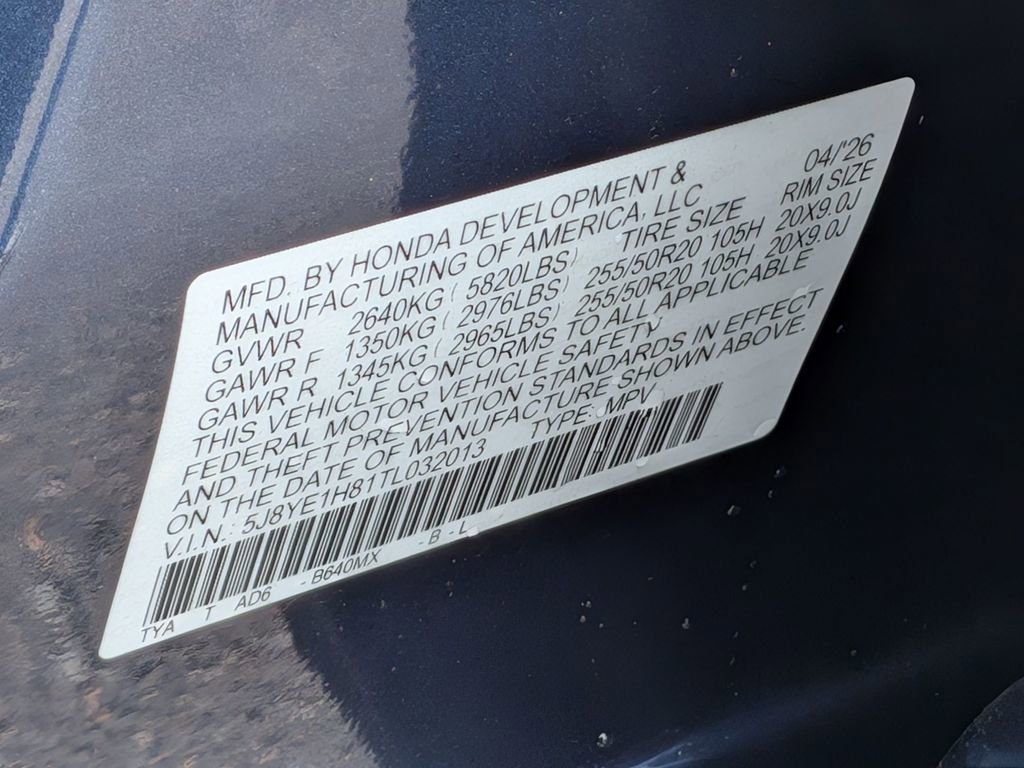 MFD. BY HONDA DEVELOPMENT & 04/'26
MANUFACTURING OF AMERICA, LLC
TIRE SIZE RIM SIZE
GVWR 2640KG ( 5820LBS)
GAWR F 1350KG ( 2976LBS) 255/50R20 105H 20X9.0J
GAWR R 1345KG ( 2965LBS) 255/50R20 105H 20X9.0J
THIS VEHICLE CONFORMS TO ALL APPLICABLE
FEDERAL MOTOR VEHICLE SAFETY
AND THEFT PREVENTION STANDARDS IN EFFECT
ON THE DATE OF MANUFACTURE SHOWN ABOVE.
V.I.N.: 5J8YE1H81TL032013 TYPE: MPV
TYA T AD6 - B640MX - B - L